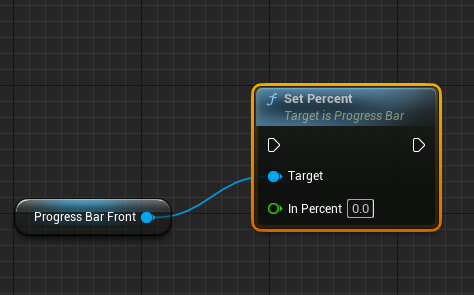 f Set Percent
Target is Progress Bar
Target
Progress Bar Front
In Percent 0.0